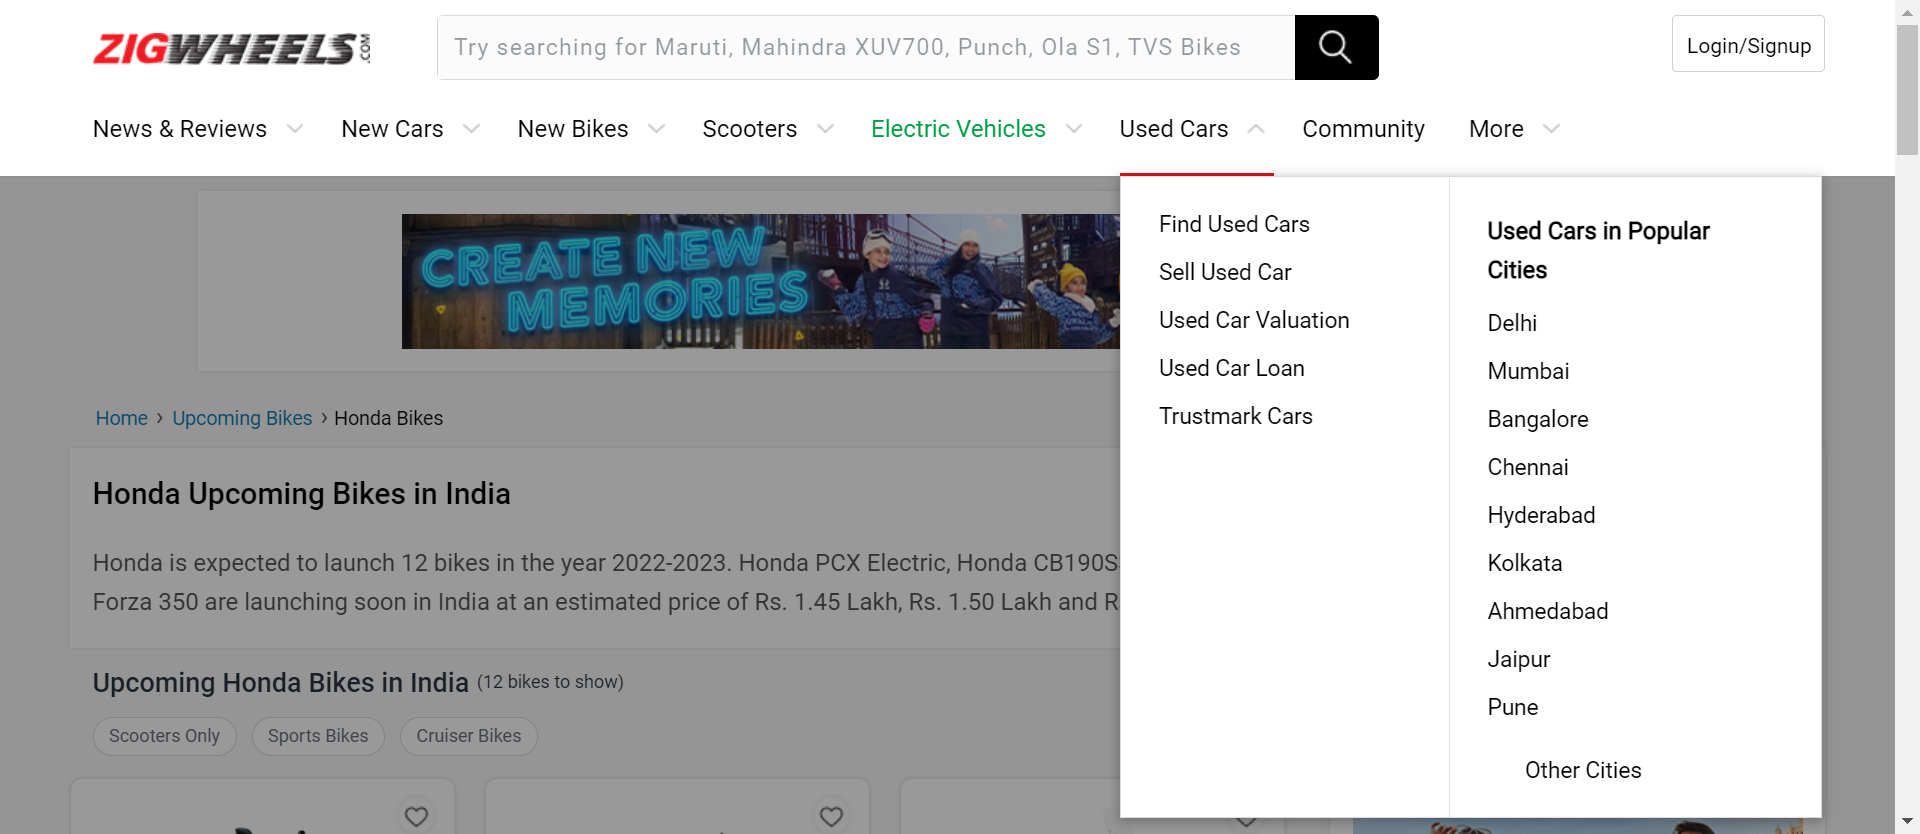 ZIGWHEELS.COM
Try searching for Maruti, Mahindra XUV700, Punch, Ola S1, TVS Bikes
Login/Signup
News & Reviews
New Cars
New Bikes
Scooters
Electric Vehicles
Used Cars
Community
More
CREATE NEW
MEMORIES
Find Used Cars
Sell Used Car
Used Car Valuation
Used Car Loan
Trustmark Cars
Used Cars in Popular
Cities
Delhi
Mumbai
Bangalore
Chennai
Hyderabad
Kolkata
Ahmedabad
Jaipur
Pune
Other Cities
Home › Upcoming Bikes › Honda Bikes
Honda Upcoming Bikes in India
Honda is expected to launch 12 bikes in the year 2022-2023. Honda PCX Electric, Honda CB190S
Forza 350 are launching soon in India at an estimated price of Rs. 1.45 Lakh, Rs. 1.50 Lakh and R
Upcoming Honda Bikes in India (12 bikes to show)
Scooters Only
Sports Bikes
Cruiser Bikes